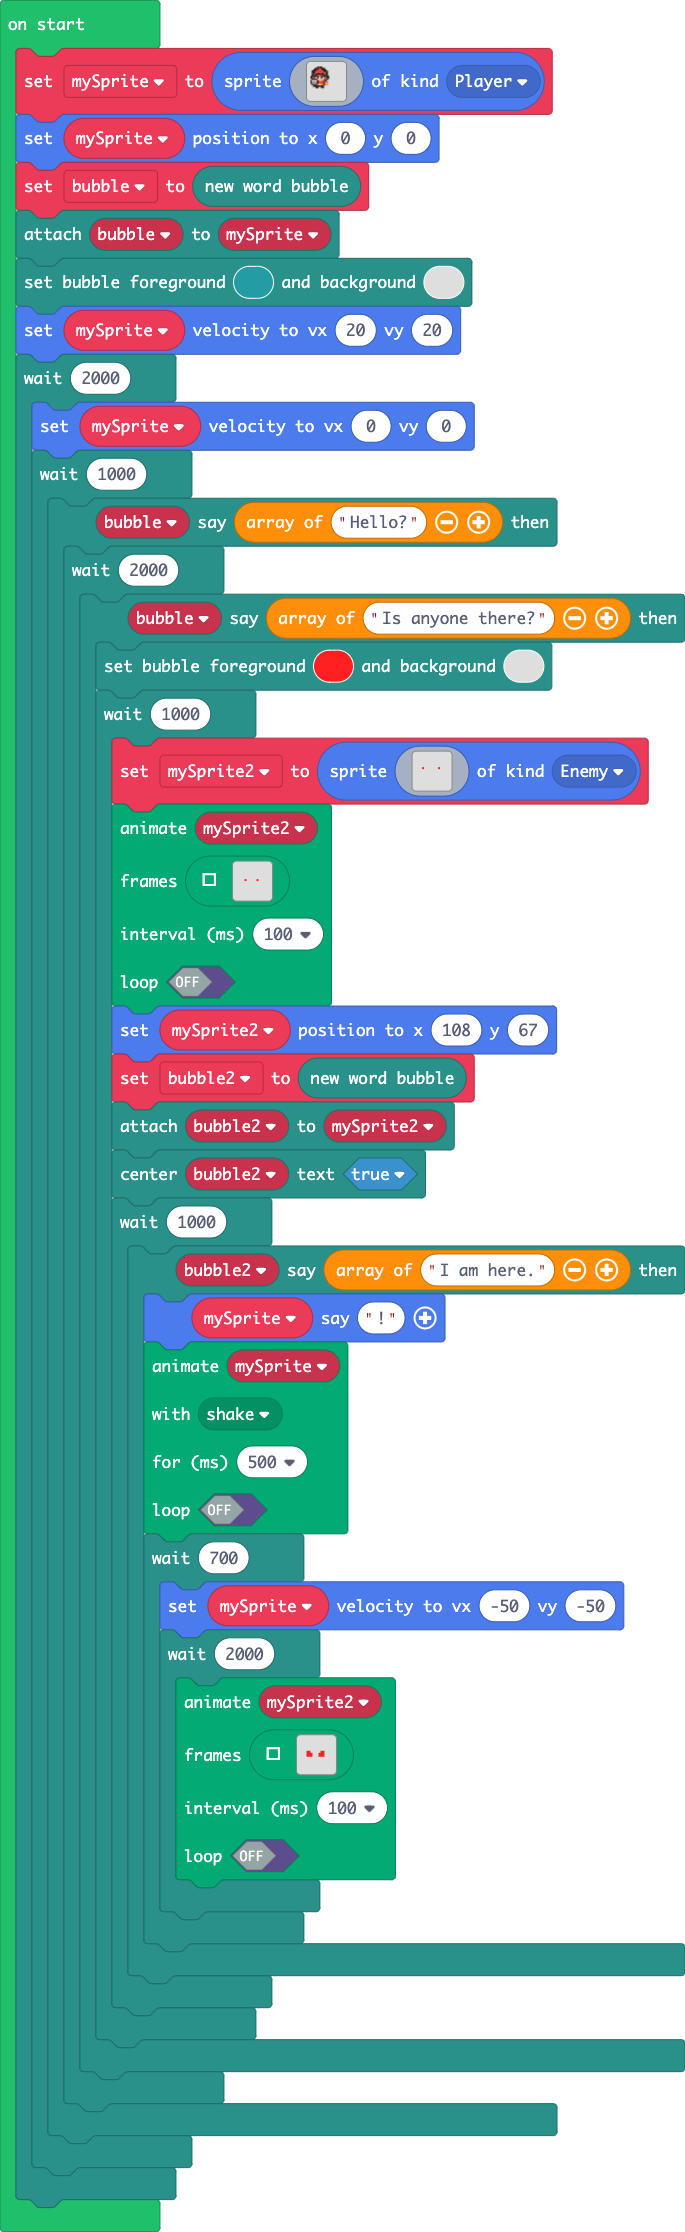 on start
set mySprite to sprite of kind Player
set mySprite position to x 0 y 0
set bubble to new word bubble
attach bubble to mySprite
set bubble foreground and background
set mySprite velocity to vx 20 vy 20
wait 2000
set mySprite velocity to vx 0 vy 0
wait 1000
bubble say array of "Hello?" then
wait 2000
bubble say array of "Is anyone there?" then
set bubble foreground and background
wait 1000
set mySprite2 to sprite of kind Enemy
animate mySprite2
frames
interval (ms) 100
loop OFF
set mySprite2 position to x 108 y 67
set bubble2 to new word bubble
attach bubble2 to mySprite2
center bubble2 text true
wait 1000
bubble2 say array of "I am here." then
mySprite say "!"
animate mySprite
with shake
for (ms) 500
loop OFF
wait 700
set mySprite velocity to vx -50 vy -50
wait 2000
animate mySprite2
frames
interval (ms) 100
loop OFF